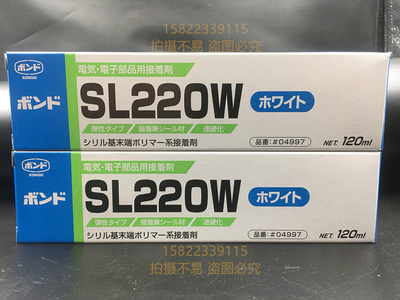 15822339115
拍摄不易 盗图必究
ボンド
KONISHI
電気・電子部品用接着剤
ボンド SL220W ホワイト
弾性タイプ 接着兼シール材 速硬化
シリル基末端ポリマー系接着剤
品番:#04997 NET. 120ml
ボンド
KONISHI
電気・電子部品用接着剤
ボンド SL220W ホワイト
弾性タイプ 接着兼シール材 速硬化
シリル基末端ポリマー系接着剤
品番:#04997 NET. 120ml
15822339115
拍摄不易 盗图必究